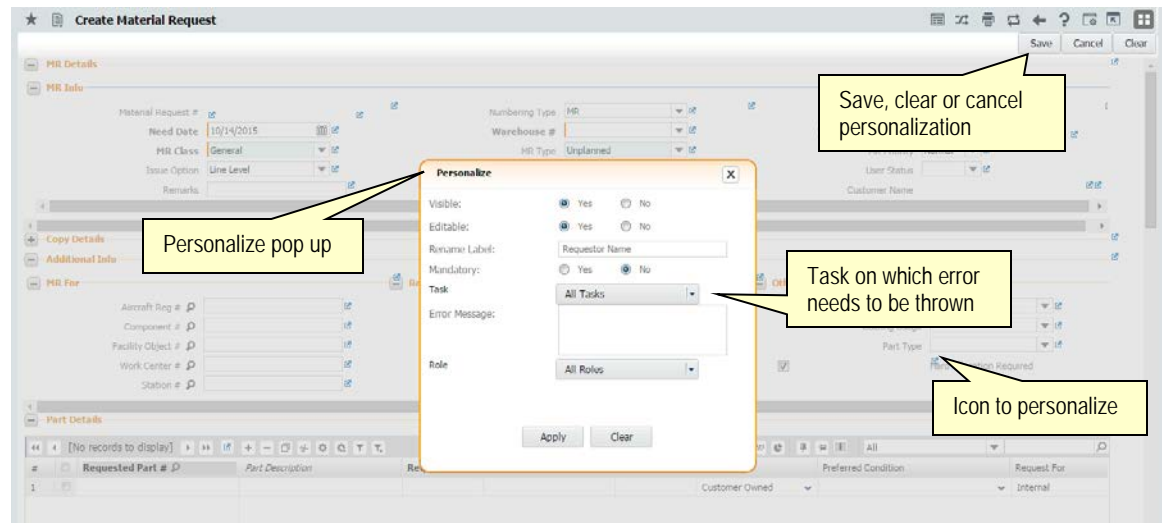 Create Material Request
Save Cancel Clear
MR Details
MR Info
Material Request #
Numbering Type MR
Need Date 10/14/2015
Warehouse #
MR Class General
MR Type Unplanned
Issue Option Line Level
User Status
Remarks
Customer Name
Save, clear or cancel
personalization
Personalize
Visible: Yes No
Editable: Yes No
Rename Label: Requestor Name
Mandatory: Yes No
Task All Tasks
Error Message:
Role All Roles
Apply Clear
Personalize pop up
Task on which error
needs to be thrown
Icon to personalize
Copy Details
Additional Info
MR For
Aircraft Reg #
Component #
Facility Object #
Part Type
Work Center #
Required
Station #
Part Details
[No records to display]
All
# Requested Part # Part Description Preferred Condition Request For
1 Customer Owned Internal